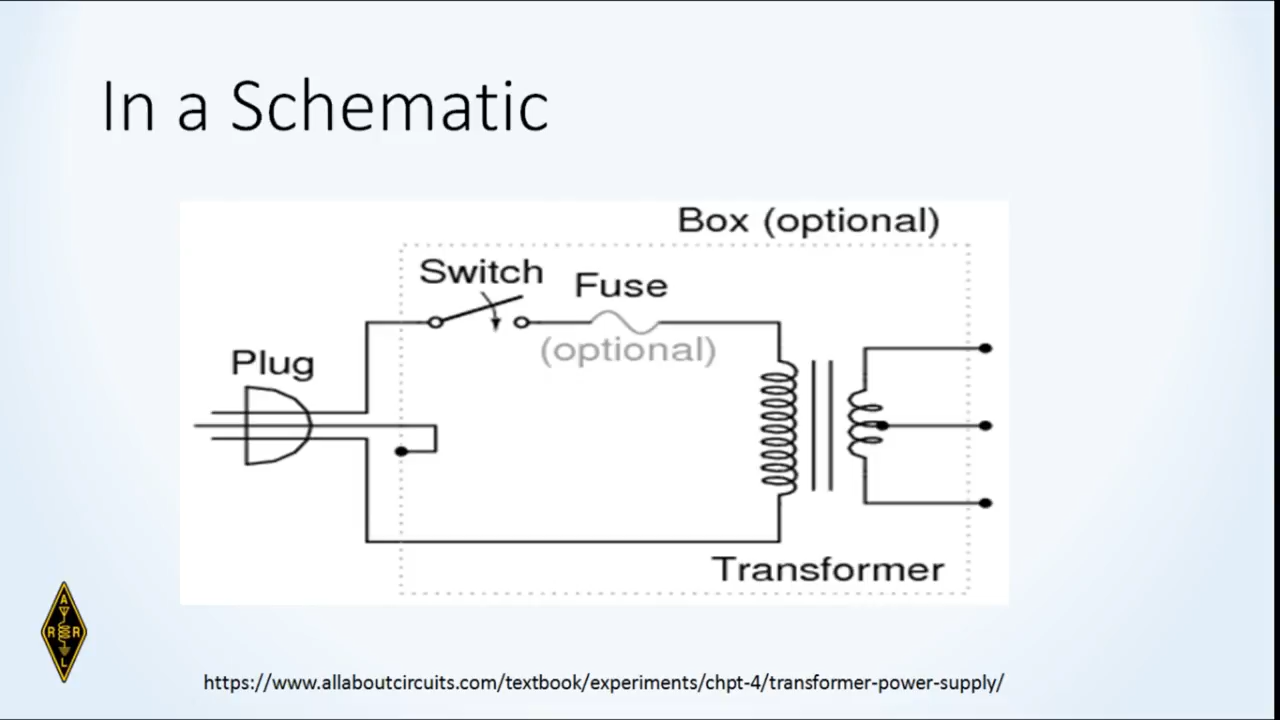 In a Schematic
Box (optional)
Switch
Fuse
(optional)
Plug
Transformer
A
R R
L
https://www.allaboutcircuits.com/textbook/experiments/chpt-4/transformer-power-supply/